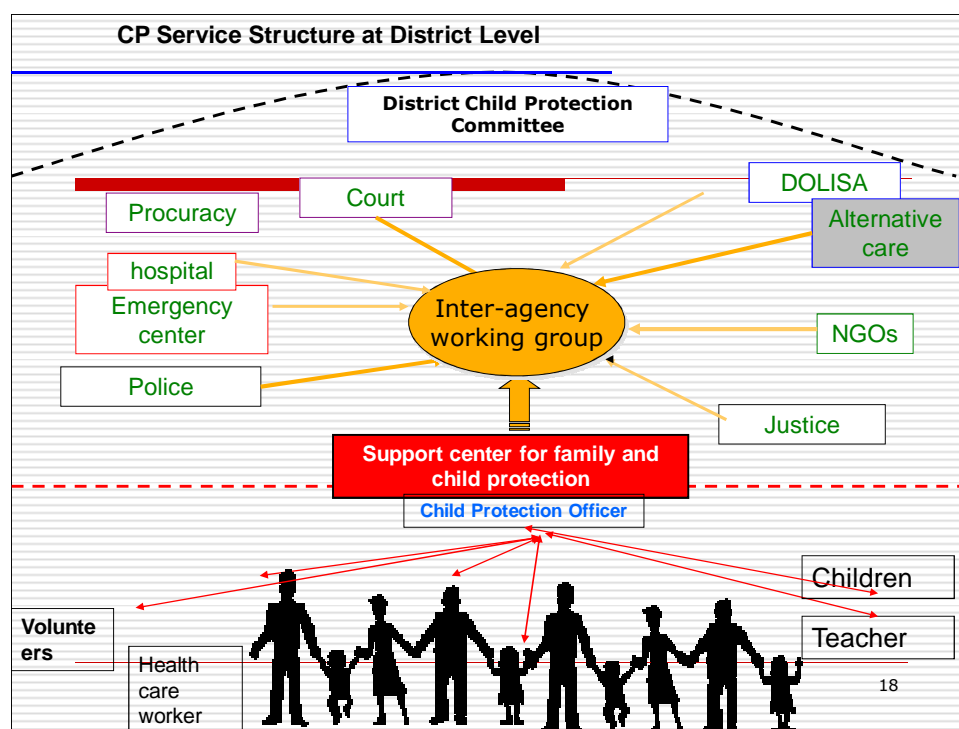 CP Service Structure at District Level
District Child Protection
Committee
Procuracy
Court
DOLISA
Alternative
care
hospital
Emergency
center
Inter-agency
working group
NGOs
Police
Justice
Support center for family and
child protection
Child Protection Officer
Children
Volunte
ers
Teacher
Health
care
worker
18